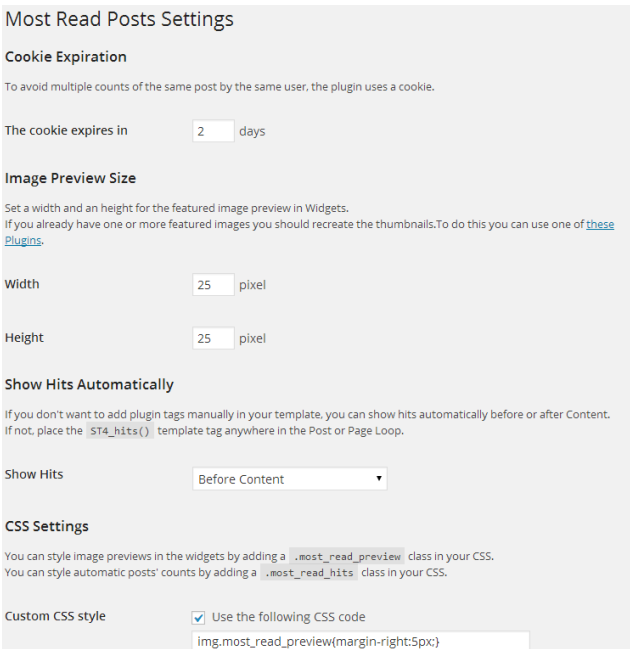 Most Read Posts Settings
Cookie Expiration
To avoid multiple counts of the same post by the same user, the plugin uses a cookie.
The cookie expires in 2 days
Image Preview Size
Set a width and an height for the featured image preview in Widgets.
If you already have one or more featured images you should recreate the thumbnails.To do this you can use one of these
Plugins.
Width 25 pixel
Height 25 pixel
Show Hits Automatically
If you don't want to add plugin tags manually in your template, you can show hits automatically before or after Content.
If not, place the ST4_hits() template tag anywhere in the Post or Page Loop.
Show Hits Before Content
CSS Settings
You can style image previews in the widgets by adding a .most_read_preview class in your CSS.
You can style automatic posts' counts by adding a .most_read_hits class in your CSS.
Custom CSS style Use the following CSS code
img.most_read_preview{margin-right:5px;}